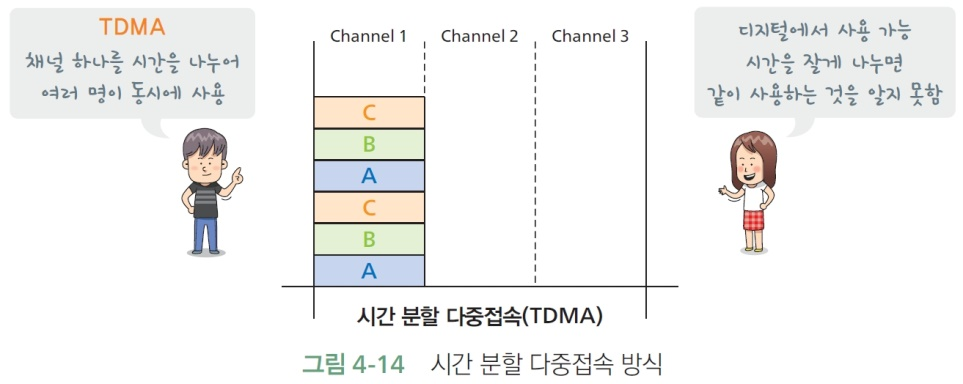 TDMA
채널 하나를 시간을 나누어
여러 명이 동시에 사용
Channel 1
Channel 2
Channel 3
디지털에서 사용 가능
시간을 잘게 나누면
같이 사용하는 것을 알지 못함
C
B
A
C
B
A
시간 분할 다중접속(TDMA)
그림 4-14 시간 분할 다중접속 방식